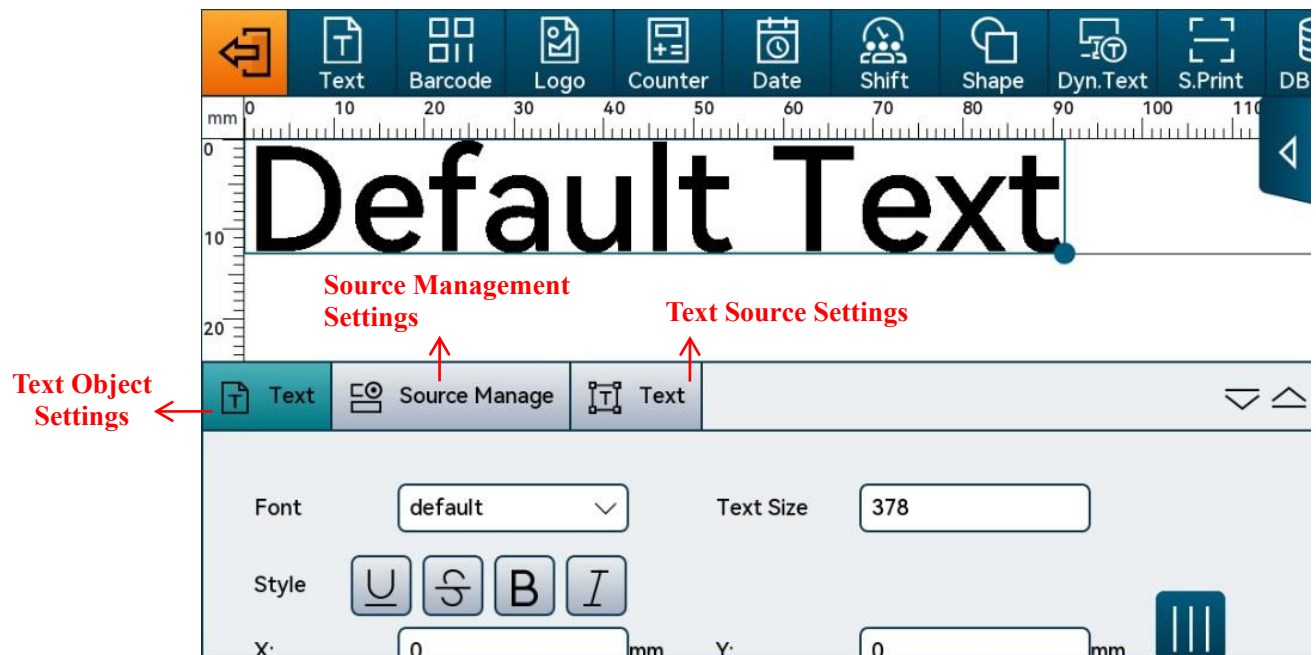 Text Barcode Logo Counter Date Shift Shape Dyn.Text S.Print DB
mm 0 10 20 30 40 50 60 70 80 90 100 110
0
Default Text
10
Source Management
Settings
Text Source Settings
20
Text Object
Settings
Text Source Manage Text
Font default Text Size 378
Style U S B I
X: 0 mm Y: 0 mm